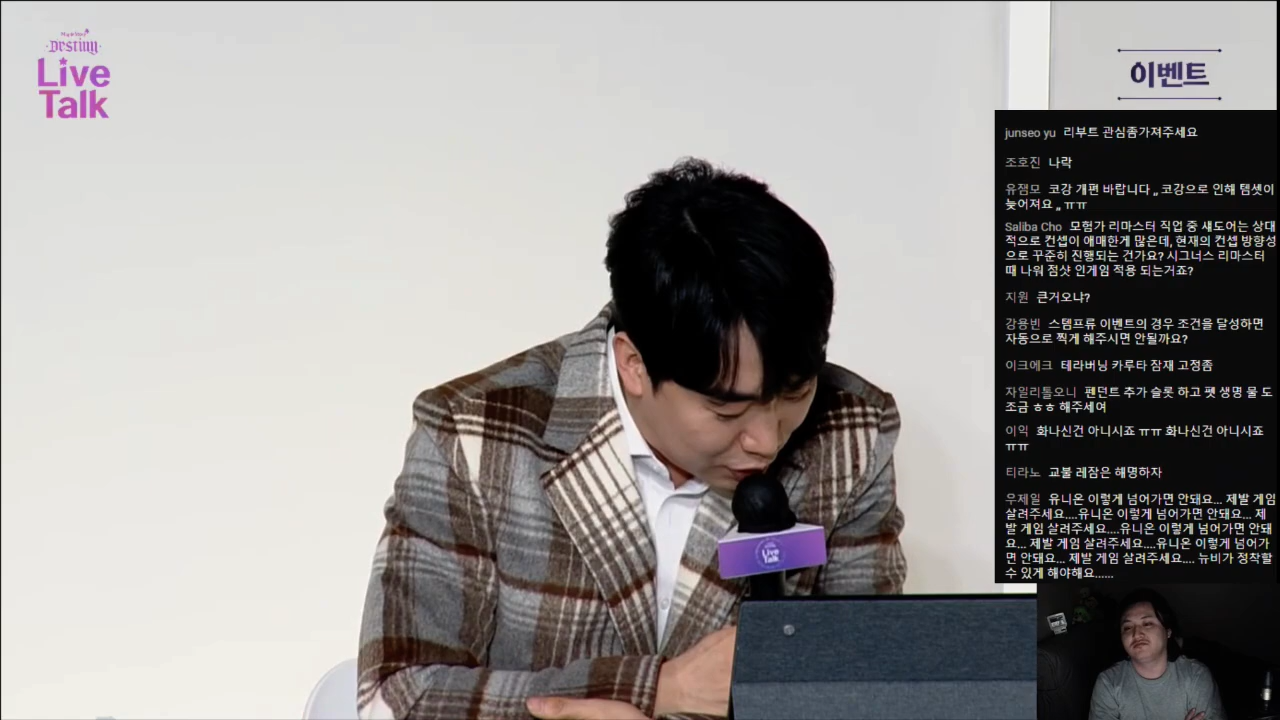 Destiny
Live
Talk
이벤트
junseo yu 리부트 관심좀가져주세요
조호진 나락
유잼모 코강 개편 바랍니다 ,, 코강으로 인해 템셋이
늦어져요 ,, ㅠㅠ
Saliba Cho 모험가 리마스터 직업 중 섀도어는 상대
적으로 컨셉이 애매한게 많은데, 현재의 컨셉 방향성
으로 꾸준히 진행되는 건가요? 시그너스 리마스터
때 나워 점샷 인게임 적용 되는거죠?
지원 큰거오냐?
강용빈 스템프류 이벤트의 경우 조건을 달성하면
자동으로 찍게 해주시면 안될까요?
이크에크 테라버닝 카루타 잠재 고정좀
자일리톨오니 펜던트 추가 슬롯 하고 펫 생명 물 도
조금 ㅎㅎ 해주세여
이익 화나신건 아니시죠 ㅠㅠ 화나신건 아니시죠
ㅠㅠ
티라노 교불 레잠은 해명하자
우제일 유니온 이렇게 넘어가면 안돼요... 제발 게임
살려주세요....유니온 이렇게 넘어가면 안돼요... 제
발 게임 살려주세요....유니온 이렇게 넘어가면 안돼
요... 제발 게임 살려주세요....유니온 이렇게 넘어가
면 안돼요... 제발 게임 살려주세요.... 뉴비가 정착할
수 있게 해야해요......
Live
Talk